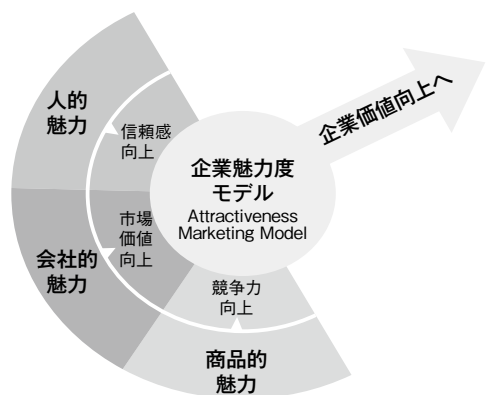 人的
魅力
信頼感
向上
企業価値向上へ
企業魅力度
モデル
Attractiveness
Marketing Model
市場
価値
向上
会社的
魅力
競争力
向上
商品的
魅力